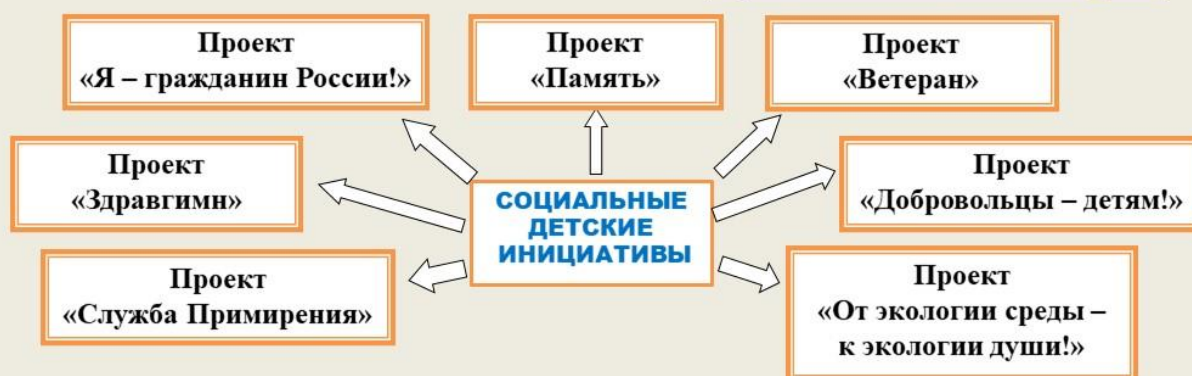 Проект
«Я – гражданин России!»
Проект
«Память»
Проект
«Ветеран»
Проект
«Здравгимн»
СОЦИАЛЬНЫЕ
ДЕТСКИЕ
ИНИЦИАТИВЫ
Проект
«Добровольцы – детям!»
Проект
«Служба Примирения»
Проект
«От экологии среды –
к экологии души!»